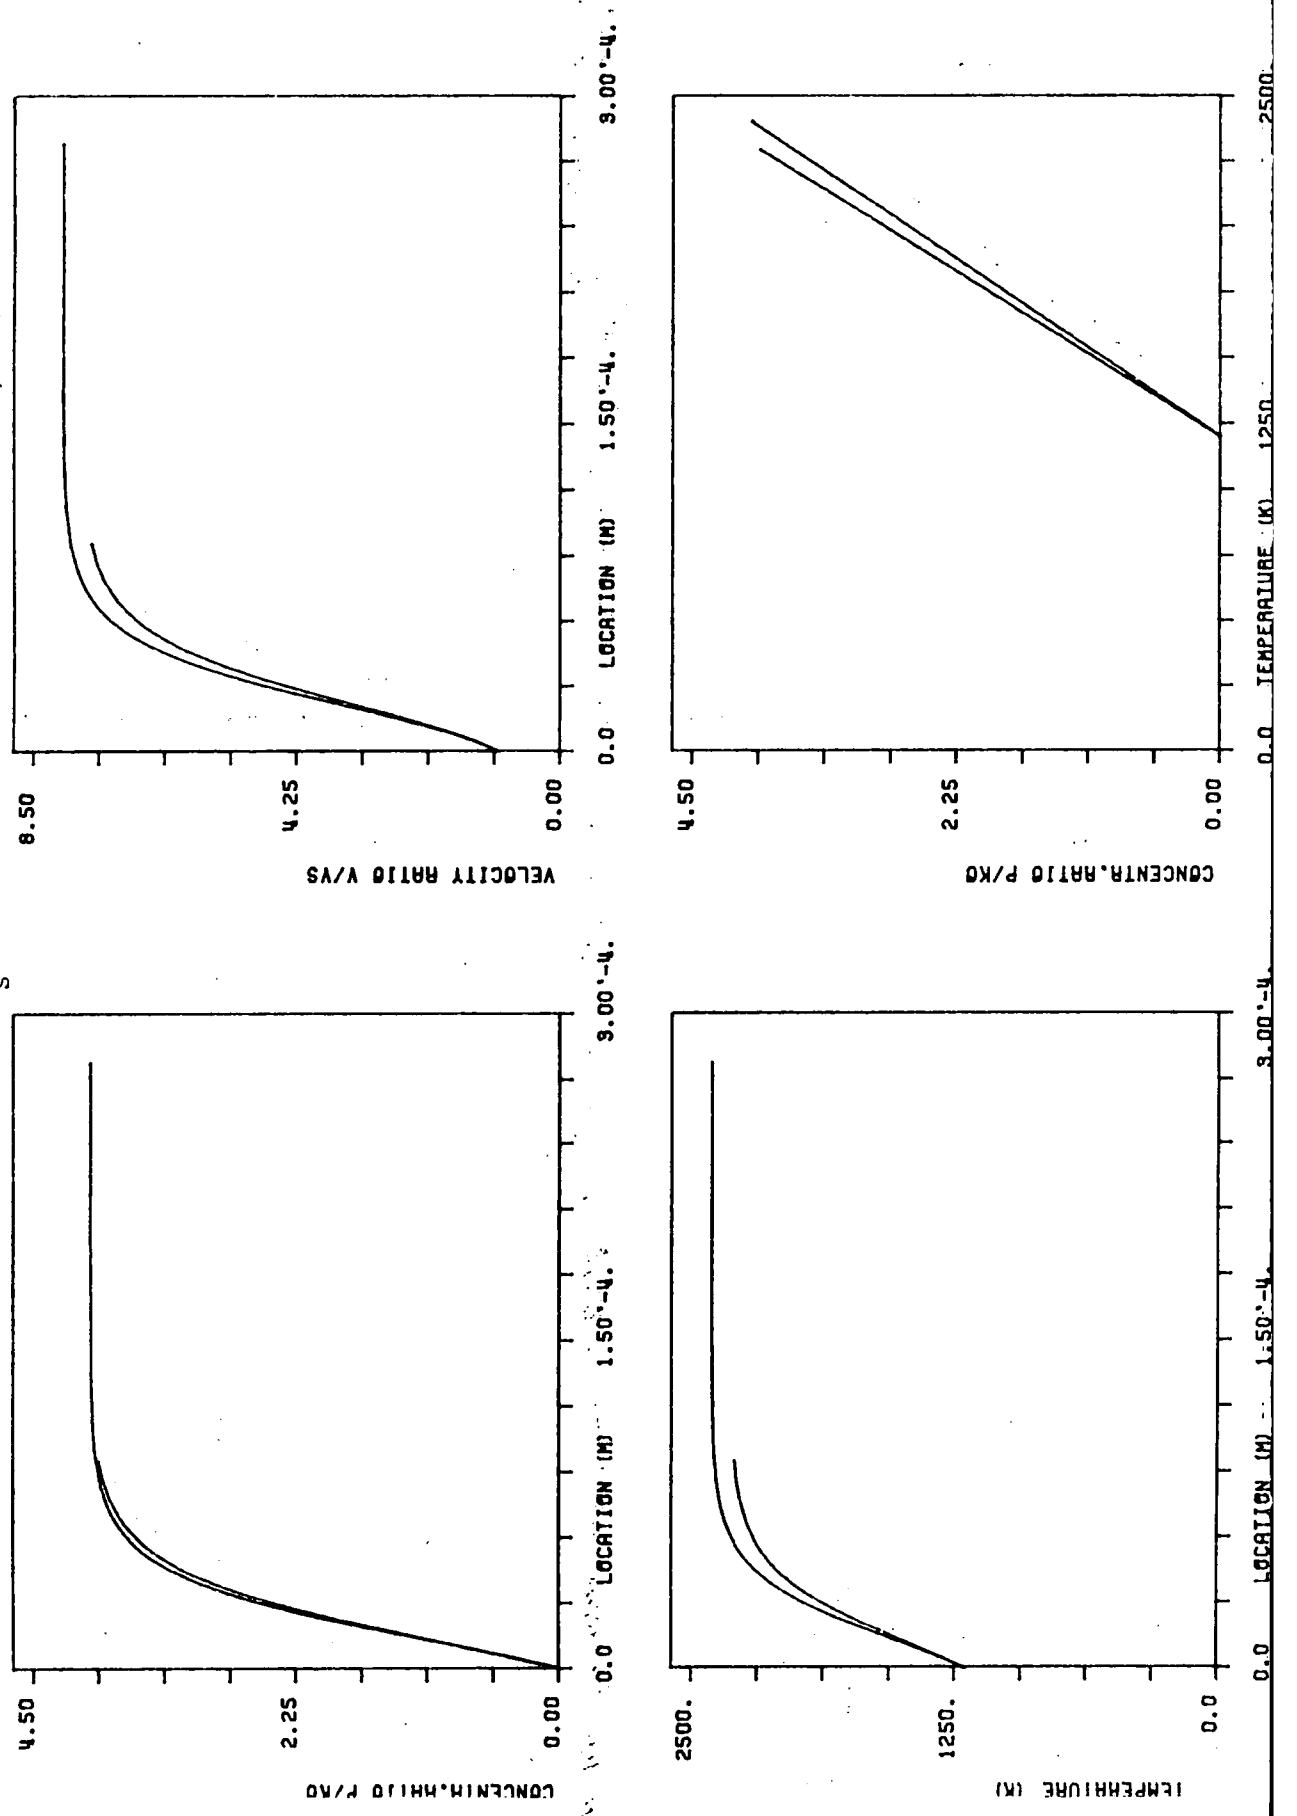 S
4.50
2.25
0.00
CONCENTR.RATIO P/KO
0.0 LOCATION (M) 1.50'-4. 3.00'-4.
8.50
4.25
0.00
VELOCITY RATIO V/VS
0.0 LOCATION (M) 1.50'-4. 3.00'-4.
2500.
1250.
0.0
TEMPERATURE (K)
0.0 LOCATION (M) 1.50'-4. 3.00'-4.
4.50
2.25
0.00
CONCENTR.RATIO P/KO
0.0 TEMPERATURE (K) 1250. 2500.